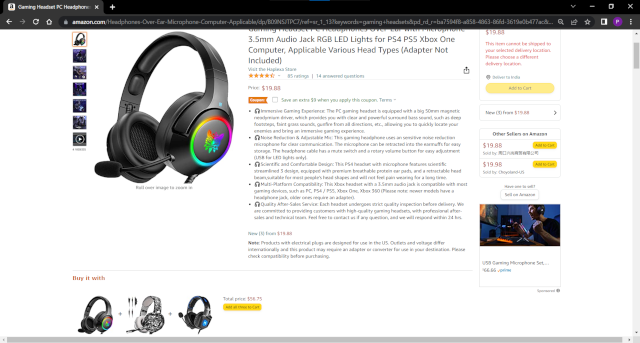 Gaming Headset PC Headphone
amazon.com/Headphones-Over-Ear-Microphone-Computer-Applicable/dp/B09NSJTPC7/ref=sr_1_13?keywords=gaming+headsets&pd_rd_r=
Gaming Headset PC Headphones Over Ear with Microphone
3.5mm Audio Jack RGB LED Lights for PS4 PS5 Xbox One
Computer, Applicable Various Head Types (Adapter Not
Included)
Visit the Store
85 ratings | 14 answered questions
Price: $19.88
Coupon Save an extra $9 when you apply this coupon. Terms
Immersive Gaming Experience: The PC gaming headset is equipped with a big 50mm magnetic
neodymium driver, which provides you with clear and powerful surround sound, such as deep
footsteps, faint grass sounds, gunfire from all directions, etc., allowing you to quickly locate your
enemies and bring an immersive gaming experience.
Noise Reduction & Adjustable Mic: This gaming headphone uses an sensitive noise reduction
microphone for clear communication. The microphone can be retracted into the earmuffs for easy
storage. The headphone cable has a mute switch and a rotary volume button for easy adjustment
(USB for LED lights only).
Scientific and Comfortable Design: This PS4 headset with microphone features scientific
streamlined S design, equipped with premium breathable protein ear pads, and a retractable head
beam, suitable for most people's head shapes and will not feel pain wearing for a long time.
Multi-Platform Compatibility: This Xbox headset with a 3.5mm audio jack is compatible with most
gaming devices, such as PC, PS4 / PS5, Xbox One, Xbox 360 (Please note: newer models have a
headphone jack, older ones require an adapter).
Quality After-Sales Service: Each headset undergoes strict quality inspection before delivery. We
are committed to providing customers with high-quality gaming headsets, with professional after-
sales and technical team. Feel free to contact us if any question, and we will respond within 24 hrs.
New (3) from $19.88
Note: Products with electrical plugs are designed for use in the US. Outlets and voltage differ
internationally and this product may require an adapter or converter for use in your destination. Please
check compatibility before purchasing.
Roll over image to zoom in
$19.88
This item cannot be shipped to
your selected delivery location.
Please choose a different
delivery location.
Deliver to India
Add to Cart
New (3) from $19.88
Other Sellers on Amazon
$19.88
Add to Cart
Sold by:
$19.98
Add to Cart
Sold by: Choyoland-US
Have one to sell?
Sell on Amazon
USB Gaming Microphone Set,...
$66.86 prime
Sponsored
Buy it with
+
+
Total price: $56.75
Add all three to Cart